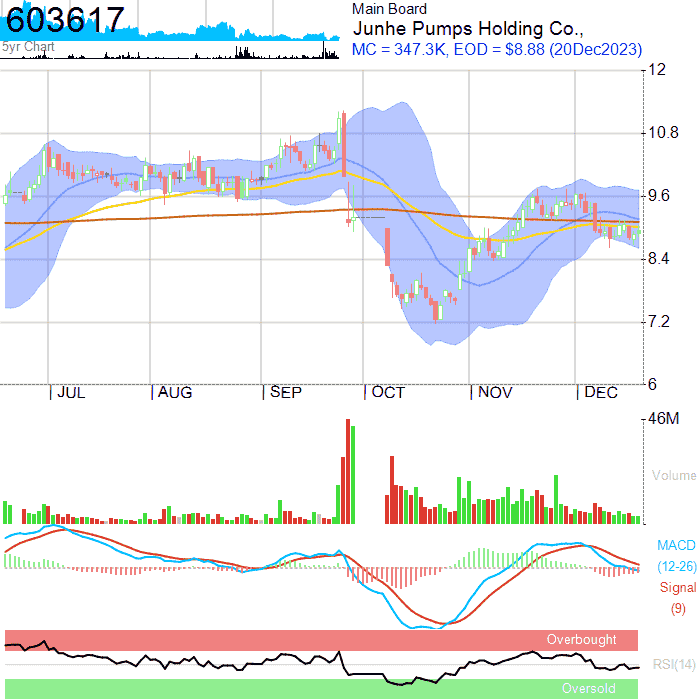 603617
5yr Chart
Main Board
Junhe Pumps Holding Co.,
MC = 347.3K, EOD = $8.88 (20Dec2023)
12
10.8
9.6
8.4
7.2
6
JUL
AUG
SEP
OCT
NOV
DEC
46M
Volume
MACD
(12-26)
Signal
(9)
Overbought
RSI(14)
Oversold